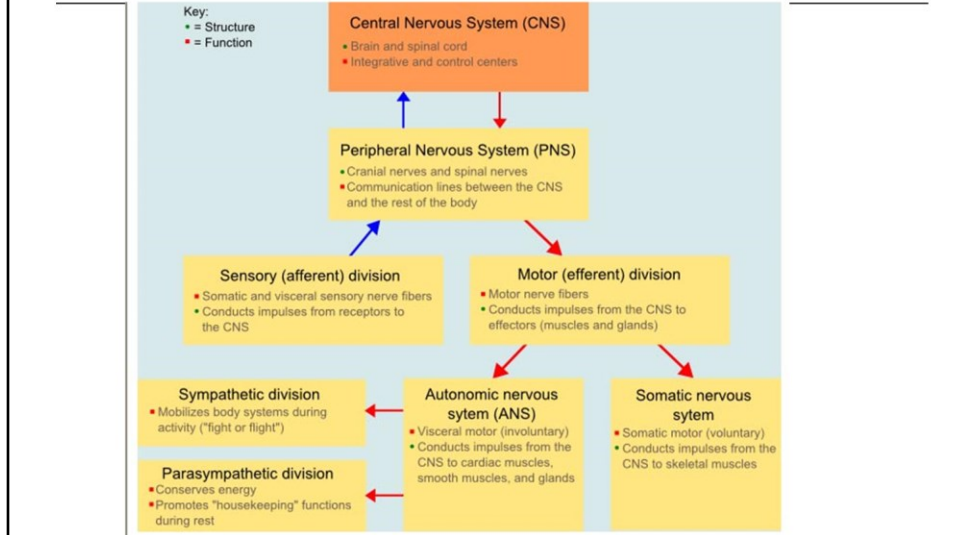 Key:
• = Structure
▪ = Function
Central Nervous System (CNS)
• Brain and spinal cord
▪ Integrative and control centers
Peripheral Nervous System (PNS)
• Cranial nerves and spinal nerves
▪ Communication lines between the CNS
and the rest of the body
Sensory (afferent) division
▪ Somatic and visceral sensory nerve fibers
• Conducts impulses from receptors to
the CNS
Motor (efferent) division
▪ Motor nerve fibers
• Conducts impulses from the CNS to
effectors (muscles and glands)
Sympathetic division
▪ Mobilizes body systems during
activity ("fight or flight")
Parasympathetic division
▪ Conserves energy
▪ Promotes "housekeeping" functions
during rest
Autonomic nervous
sytem (ANS)
▪ Visceral motor (involuntary)
• Conducts impulses from the
CNS to cardiac muscles,
smooth muscles, and glands
Somatic nervous
sytem
▪ Somatic motor (voluntary)
• Conducts impulses from the
CNS to skeletal muscles